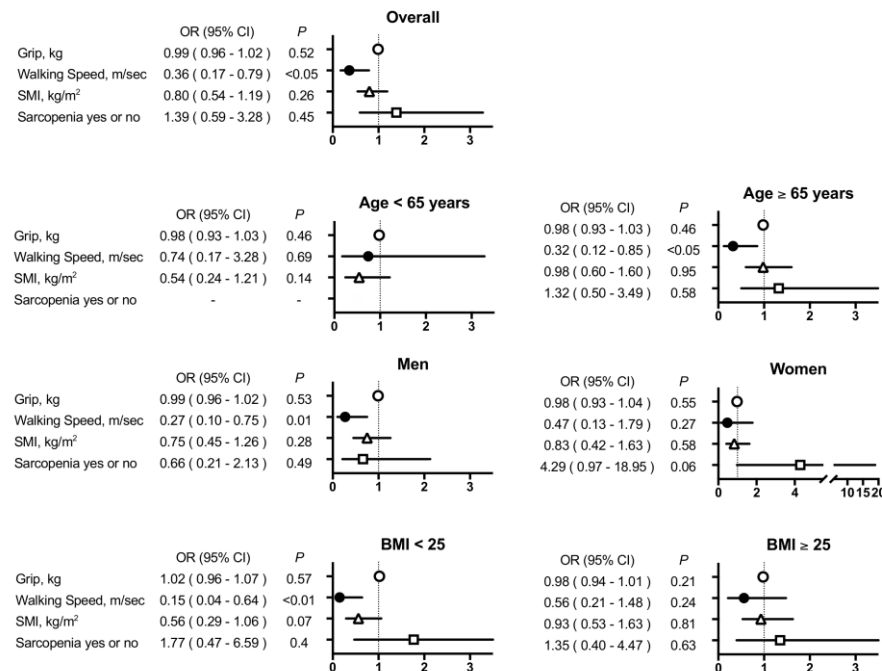 Overall
OR (95% CI) P
Grip, kg 0.99 ( 0.96 - 1.02 ) 0.52
Walking Speed, m/sec 0.36 ( 0.17 - 0.79 ) <0.05
SMI, kg/m² 0.80 ( 0.54 - 1.19 ) 0.26
Sarcopenia yes or no 1.39 ( 0.59 - 3.28 ) 0.45
0 1 2 3
Age < 65 years
OR (95% CI) P
Grip, kg 0.98 ( 0.93 - 1.03 ) 0.46
Walking Speed, m/sec 0.74 ( 0.17 - 3.28 ) 0.69
SMI, kg/m² 0.54 ( 0.24 - 1.21 ) 0.14
Sarcopenia yes or no - -
0 1 2 3
Age ≥ 65 years
OR (95% CI) P
0.98 ( 0.93 - 1.03 ) 0.46
0.32 ( 0.12 - 0.85 ) <0.05
0.98 ( 0.60 - 1.60 ) 0.95
1.32 ( 0.50 - 3.49 ) 0.58
0 1 2 3
Men
OR (95% CI) P
Grip, kg 0.99 ( 0.96 - 1.02 ) 0.53
Walking Speed, m/sec 0.27 ( 0.10 - 0.75 ) 0.01
SMI, kg/m² 0.75 ( 0.45 - 1.26 ) 0.28
Sarcopenia yes or no 0.66 ( 0.21 - 2.13 ) 0.49
0 1 2 3
Women
OR (95% CI) P
0.98 ( 0.93 - 1.04 ) 0.55
0.47 ( 0.13 - 1.79 ) 0.27
0.83 ( 0.42 - 1.63 ) 0.58
4.29 ( 0.97 - 18.95 ) 0.06
0 2 4 10 15 20
BMI < 25
OR (95% CI) P
Grip, kg 1.02 ( 0.96 - 1.07 ) 0.57
Walking Speed, m/sec 0.15 ( 0.04 - 0.64 ) <0.01
SMI, kg/m² 0.56 ( 0.29 - 1.06 ) 0.07
Sarcopenia yes or no 1.77 ( 0.47 - 6.59 ) 0.4
0 1 2 3
BMI ≥ 25
OR (95% CI) P
0.98 ( 0.94 - 1.01 ) 0.21
0.56 ( 0.21 - 1.48 ) 0.24
0.93 ( 0.53 - 1.63 ) 0.81
1.35 ( 0.40 - 4.47 ) 0.63
0 1 2 3